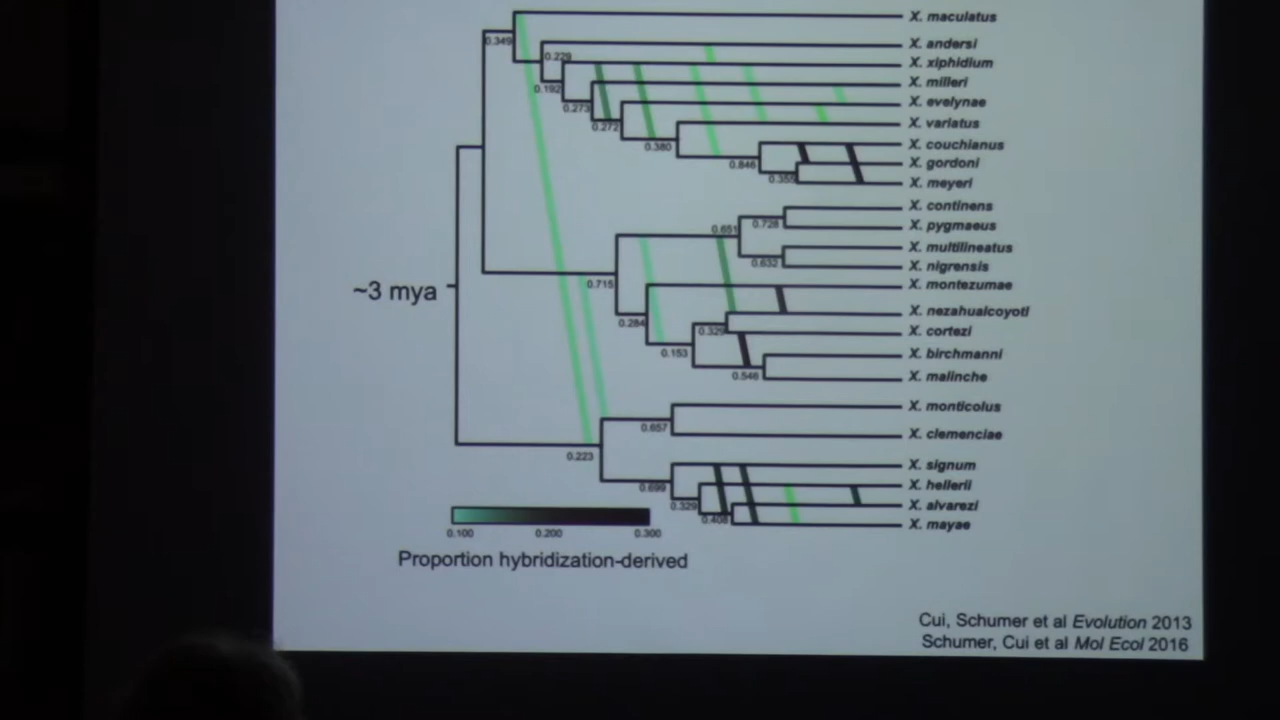 X. maculatus
0.349
X. andersi
0.229
X. xiphidium
0.192
X. milleri
0.273
X. evelynae
0.272
X. variatus
0.380
X. couchianus
0.846
X. gordoni
0.355
X. meyeri
X. continens
0.728
X. pygmaeus
0.651
X. multilineatus
0.632
X. nigrensis
0.715
X. montezumae
~3 mya
X. nezahualcoyotl
0.284
0.329
X. cortezi
0.153
X. birchmanni
0.546
X. malinche
X. monticolus
0.657
X. clemenciae
0.223
X. signum
0.699
X. hellerii
0.329
X. alvarezi
0.408
X. mayae
0.100 0.200 0.300
Proportion hybridization-derived
Cui, Schumer et al Evolution 2013
Schumer, Cui et al Mol Ecol 2016